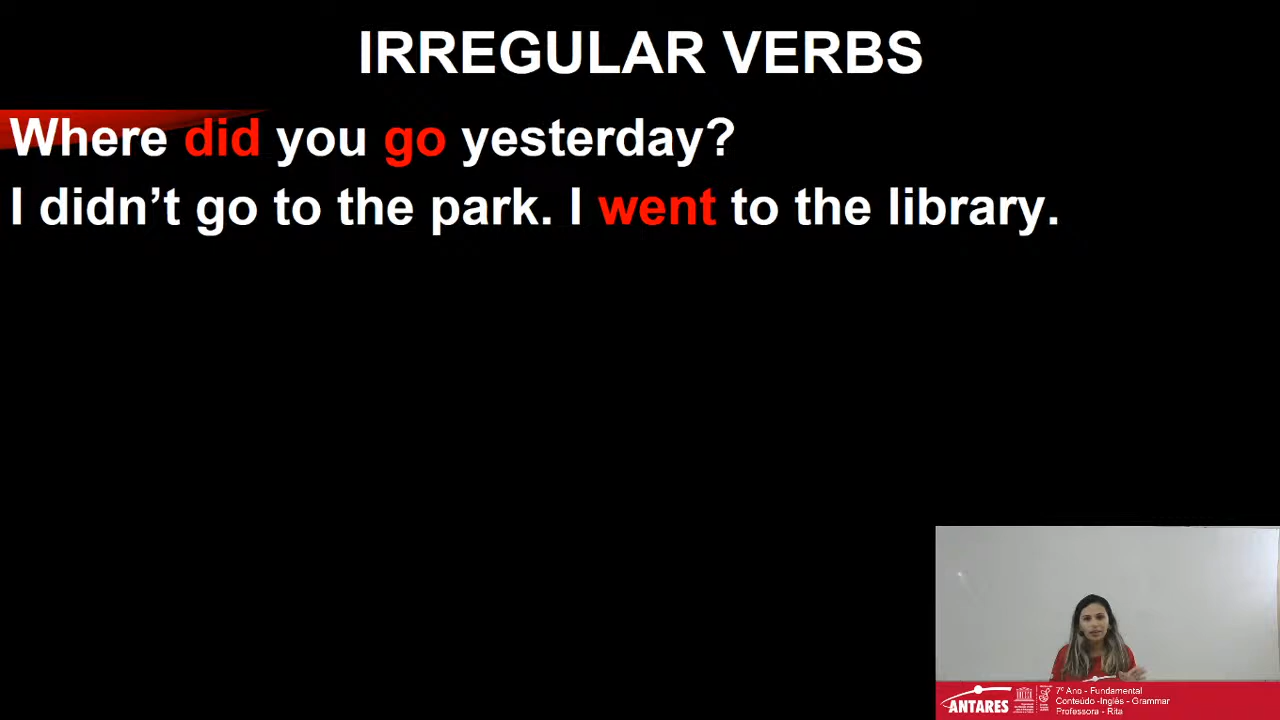 IRREGULAR VERBS
Where did you go yesterday?
I didn’t go to the park. I went to the library.
ANTARES
7º Ano - Fundamental
Conteúdo -Inglês - Grammar
Professora - Rita